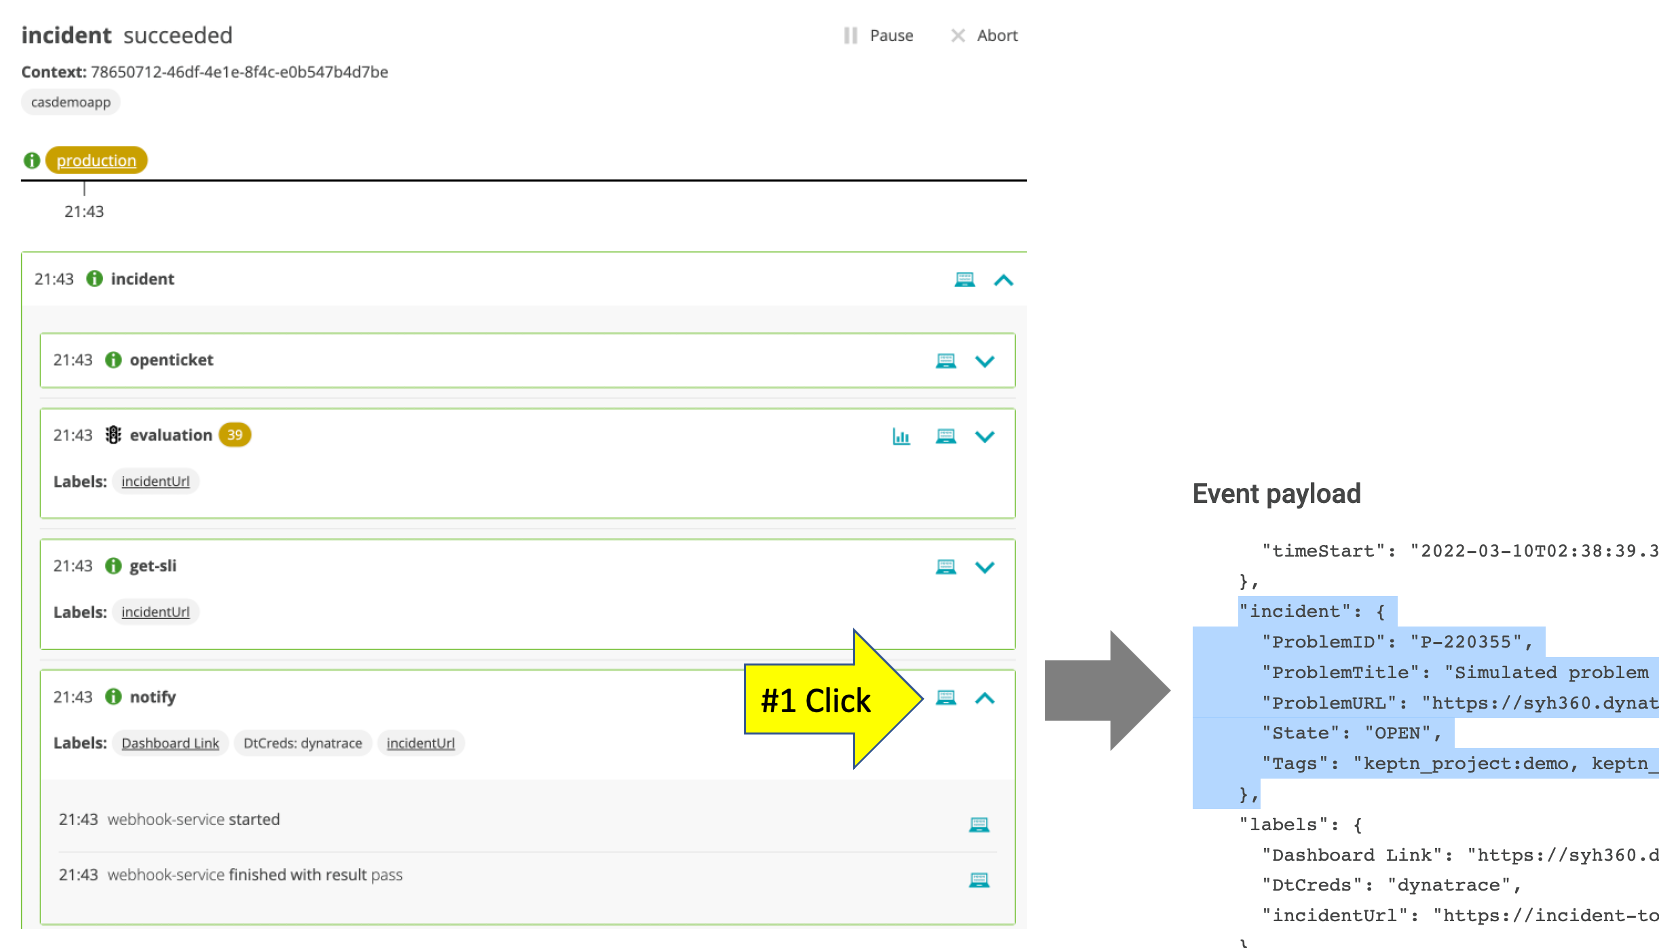 incident succeeded
Pause
Abort
Context: 78650712-46df-4e1e-8f4c-e0b547b4d7be
casdemoapp
production
21:43
21:43 incident
21:43 openticket
21:43 evaluation 39
Labels: incidentUrl
21:43 get-sli
Labels: incidentUrl
21:43 notify
#1 Click
Labels: Dashboard Link DtCreds: dynatrace incidentUrl
21:43 webhook-service started
21:43 webhook-service finished with result pass
Event payload
"timeStart": "2022-03-10T02:38:39.3
},
"incident": {
"ProblemID": "P-220355",
"ProblemTitle": "Simulated problem
"ProblemURL": "https://syh360.dynat
"State": "OPEN",
"Tags": "keptn_project:demo, keptn_
},
"labels": {
"Dashboard Link": "https://syh360.d
"DtCreds": "dynatrace",
"incidentUrl": "https://incident-to
}